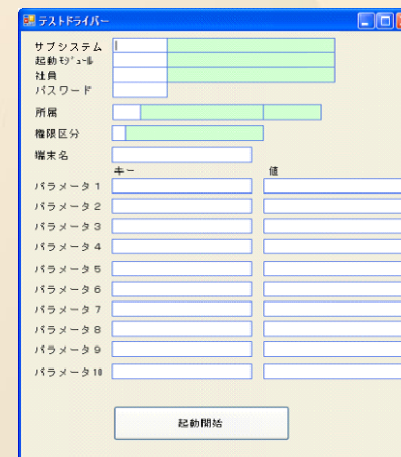 テストドライバー
サブシステム
起動モジュール
社員
パスワード
所属
権限区分
端末名
キー 値
パラメータ1
パラメータ2
パラメータ3
パラメータ4
パラメータ5
パラメータ6
パラメータ7
パラメータ8
パラメータ9
パラメータ10
起動開始